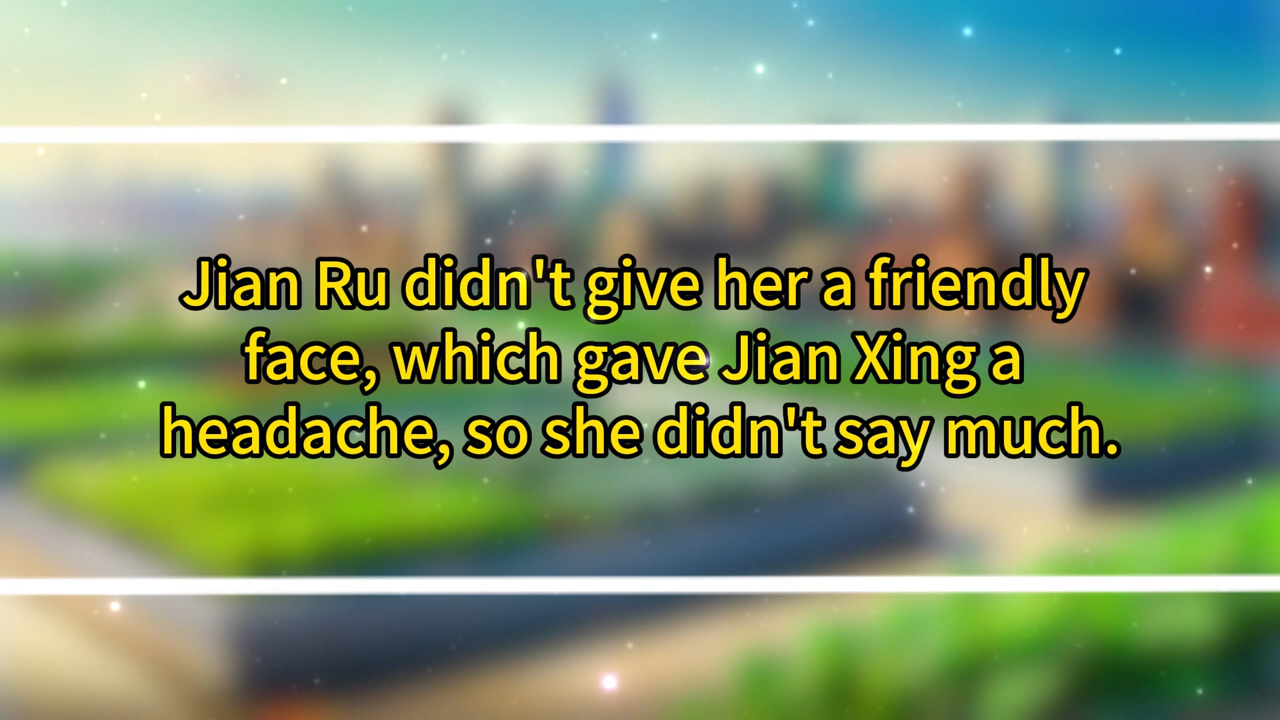 Jian Ru didn't give her a friendly
face, which gave Jian Xing a
headache, so she didn't say much.